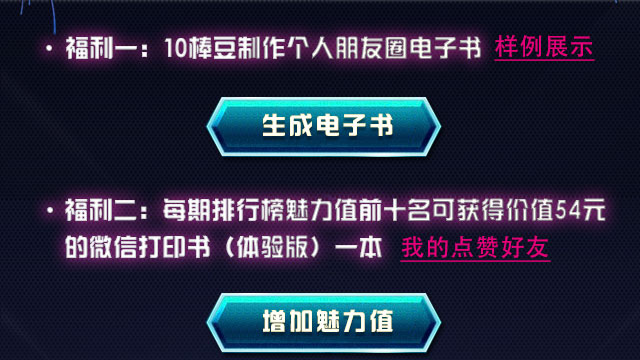 ·福利一：10棒豆制作个人朋友圈电子书 样例展示
生成电子书
·福利二：每期排行榜魅力值前十名可获得价值54元
的微信打印书（体验版）一本 我的点赞好友
增加魅力值